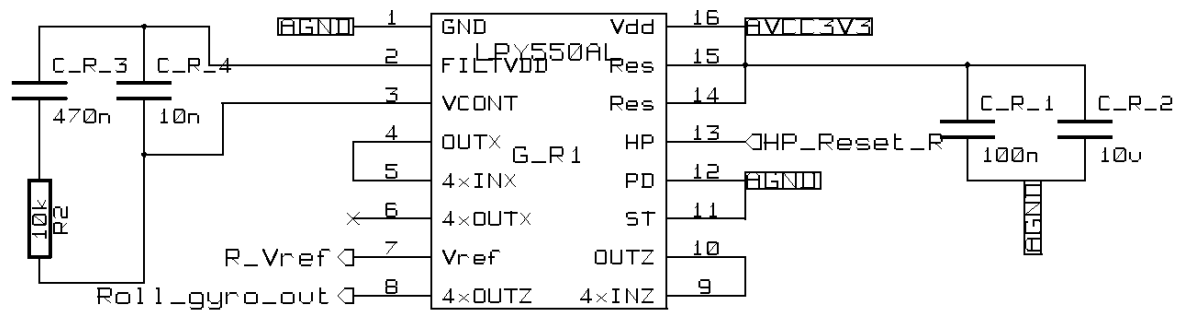 AGND 1 GND Vdd 16 AVCC3V3
LPY550AL
C_R_3 C_R_4 2 FILTVDD Res 15
470n 10n 3 VCONT Res 14 C_R_1 C_R_2
4 OUTX HP 13 HP_Reset_R 100n 10u
G_R1
5 4xINX PD 12 AGND
10k R2 6 4xOUTX ST 11 AGND
R_Vref 7 Vref OUTZ 10
Roll_gyro_out 8 4xOUTZ 4xINZ 9